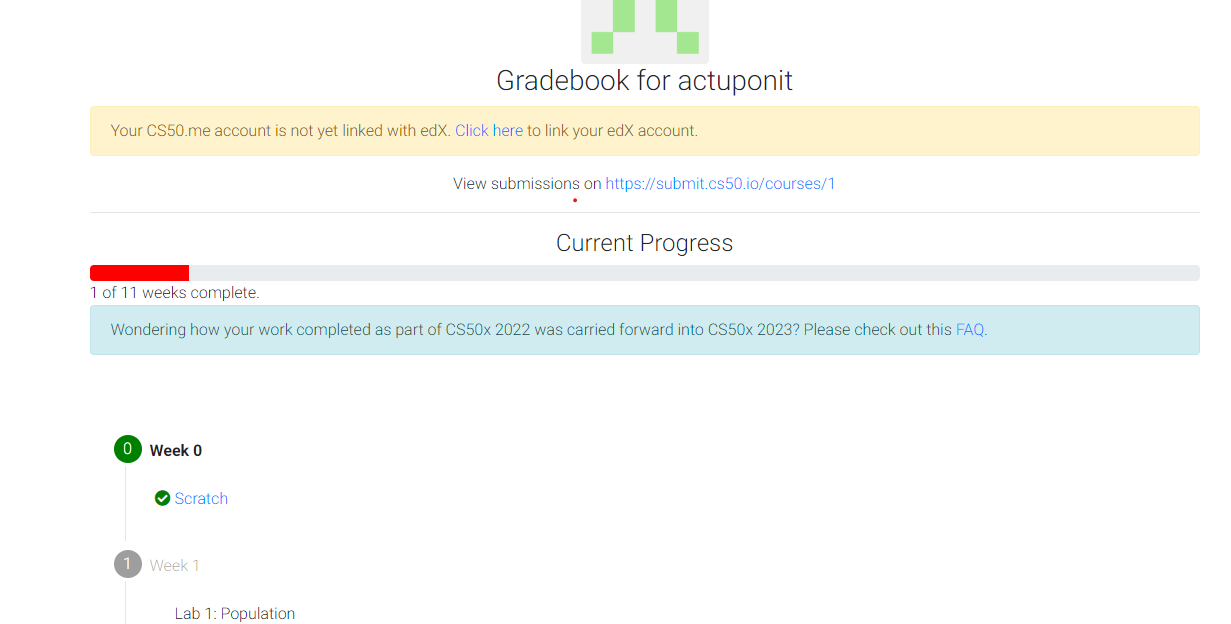 Gradebook for actuponit
Your CS50.me account is not yet linked with edX. Click here to link your edX account.
View submissions on https://submit.cs50.io/courses/1
Current Progress
1 of 11 weeks complete.
Wondering how your work completed as part of CS50x 2022 was carried forward into CS50x 2023? Please check out this FAQ.
0 Week 0
Scratch
1 Week 1
Lab 1: Population